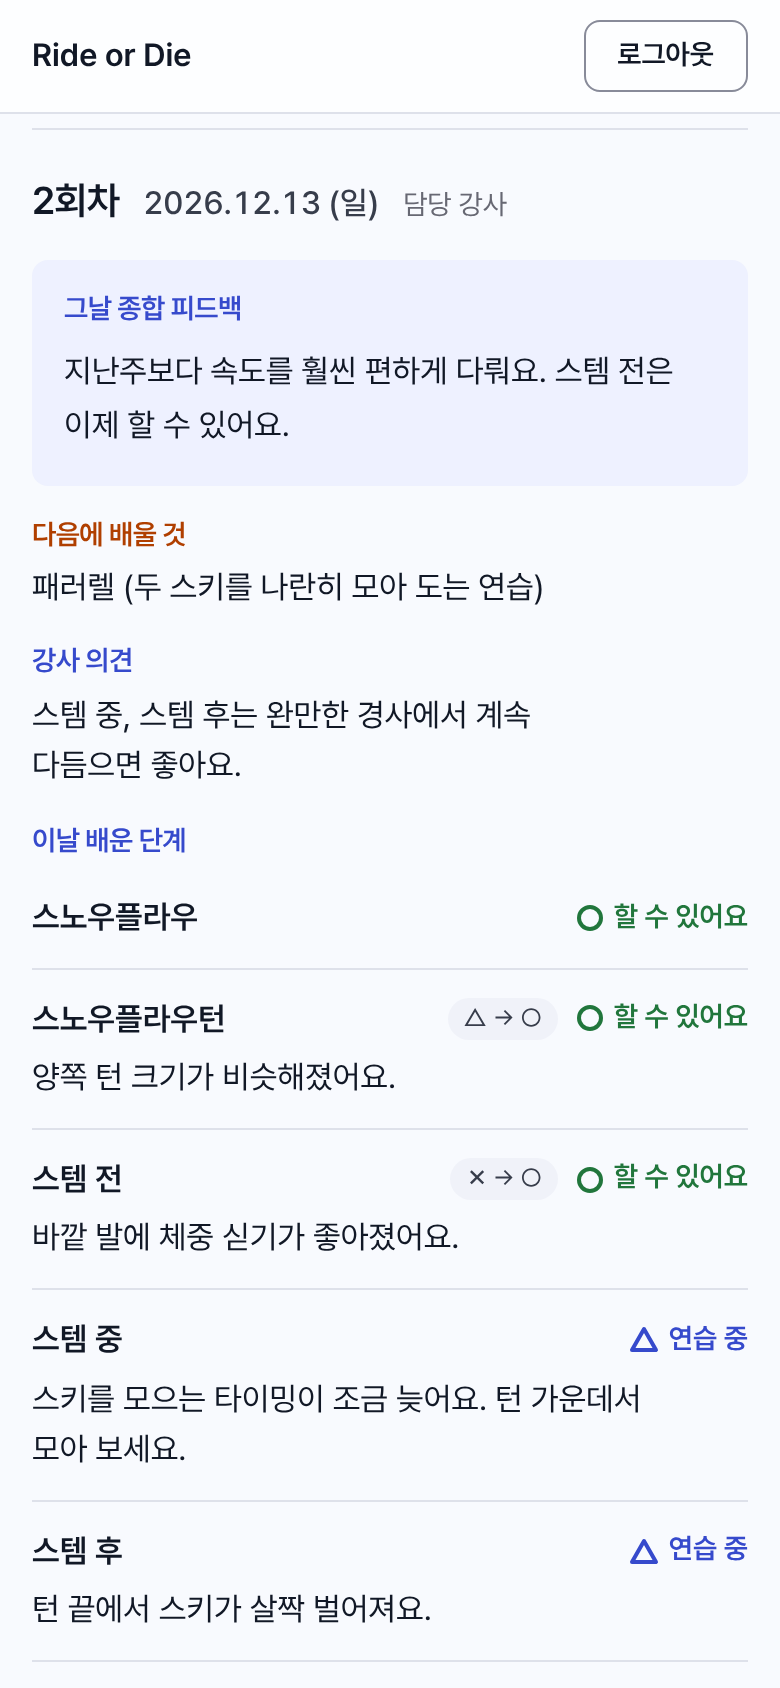 Ride or Die
로그아웃
2회차 2026.12.13 (일) 담당 강사
그날 종합 피드백
지난주보다 속도를 훨씬 편하게 다뤄요. 스템 전은
이제 할 수 있어요.
다음에 배울 것
패러렐 (두 스키를 나란히 모아 도는 연습)
강사 의견
스템 중, 스템 후는 완만한 경사에서 계속
다듬으면 좋아요.
이날 배운 단계
스노우플라우 ○ 할 수 있어요
스노우플라우턴 △ → ○ ○ 할 수 있어요
양쪽 턴 크기가 비슷해졌어요.
스템 전 ✕ → ○ ○ 할 수 있어요
바깥 발에 체중 싣기가 좋아졌어요.
스템 중 △ 연습 중
스키를 모으는 타이밍이 조금 늦어요. 턴 가운데서
모아 보세요.
스템 후 △ 연습 중
턴 끝에서 스키가 살짝 벌어져요.